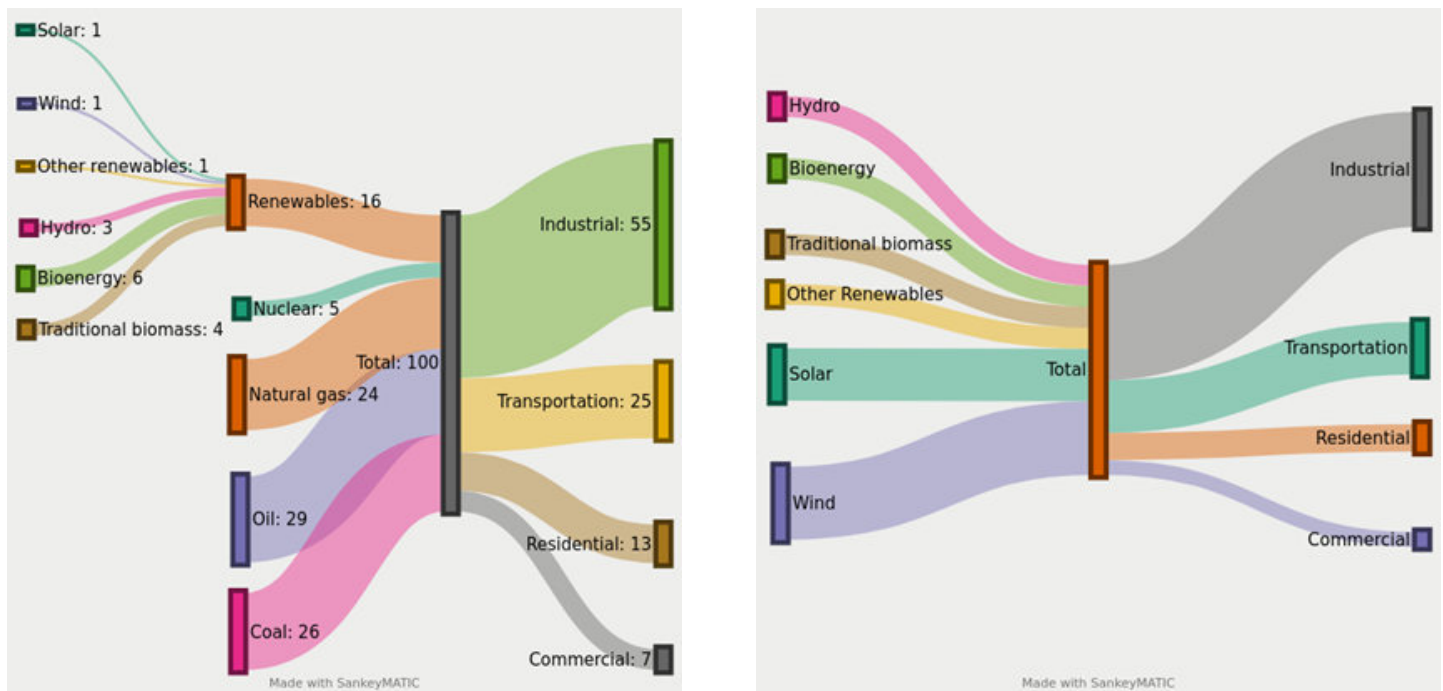 Solar: 1
Wind: 1
Other renewables: 1
Renewables: 16
Hydro: 3
Bioenergy: 6
Nuclear: 5
Traditional biomass: 4
Natural gas: 24
Oil: 29
Coal: 26
Total: 100
Industrial: 55
Transportation: 25
Residential: 13
Commercial: 7
Made with SankeyMATIC
Hydro
Bioenergy
Traditional biomass
Other Renewables
Solar
Wind
Total
Industrial
Transportation
Residential
Commercial
Made with SankeyMATIC